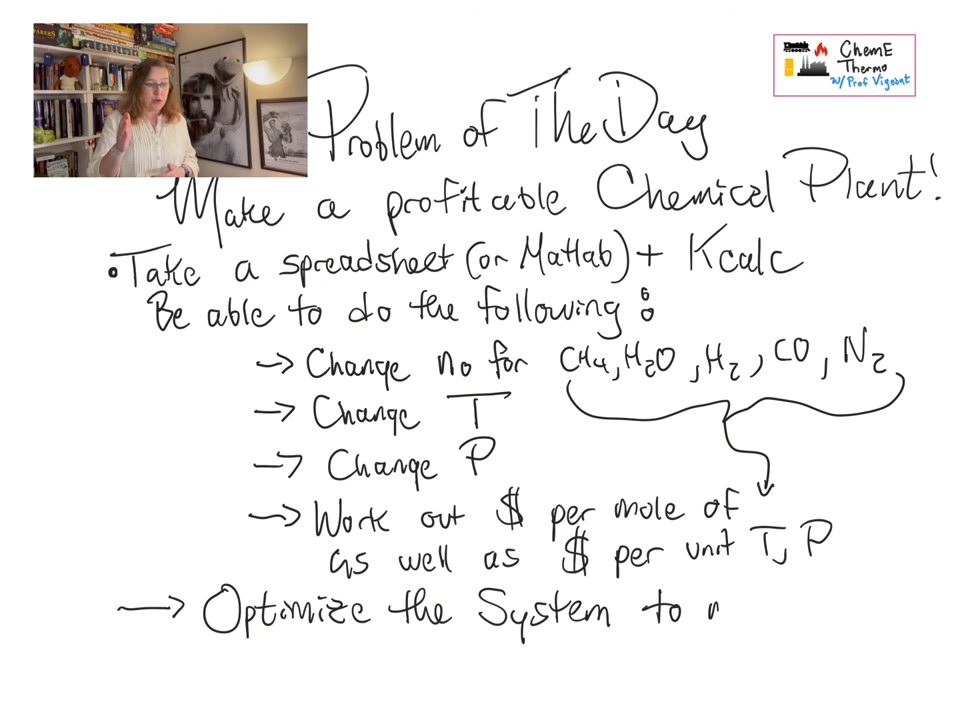 ChemE
Thermo
w/ Prof Vigeant
Problem of The Day
Make a profitable Chemical Plant!
• Take a spreadsheet (or Matlab) + Kcalc
Be able to do the following:
→ Change no for CH4, H2O, H2, CO, N2
→ Change T
→ Change P
→ Work out $ per mole of
as well as $ per unit T, P
→ Optimize the System to